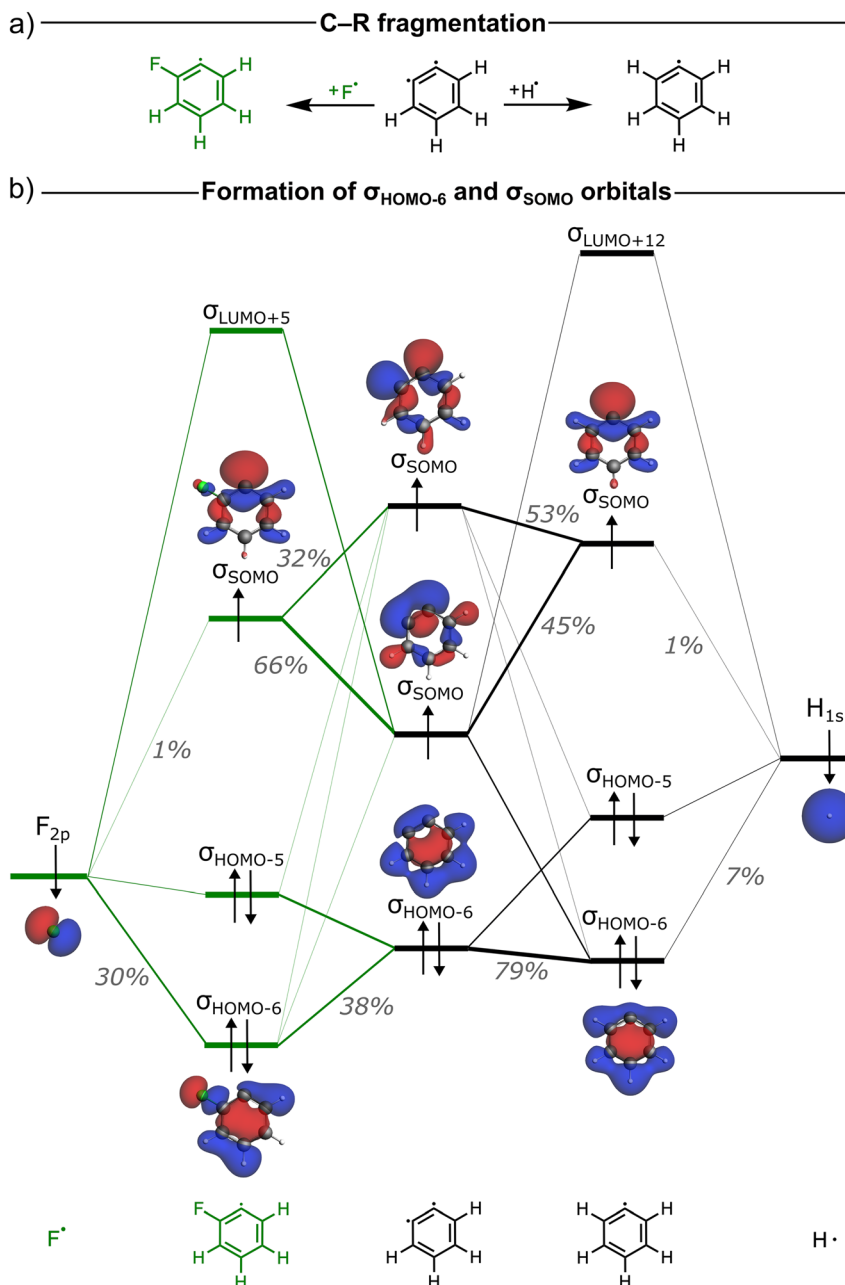 a) C–R fragmentation
F • H H H H
+F•
• • H H H H
+H•
H • H H H H
b) Formation of σHOMO-6 and σSOMO orbitals
σLUMO+12
σLUMO+5
σSOMO
σSOMO
σSOMO
53%
32%
σSOMO
45%
66%
1%
1%
H1s
σHOMO-5
F2p
σHOMO-5
σHOMO-6
σHOMO-6
7%
79%
30%
σHOMO-6
38%
F•
F • H H H H
• • H H H H
H • H H H H
H •